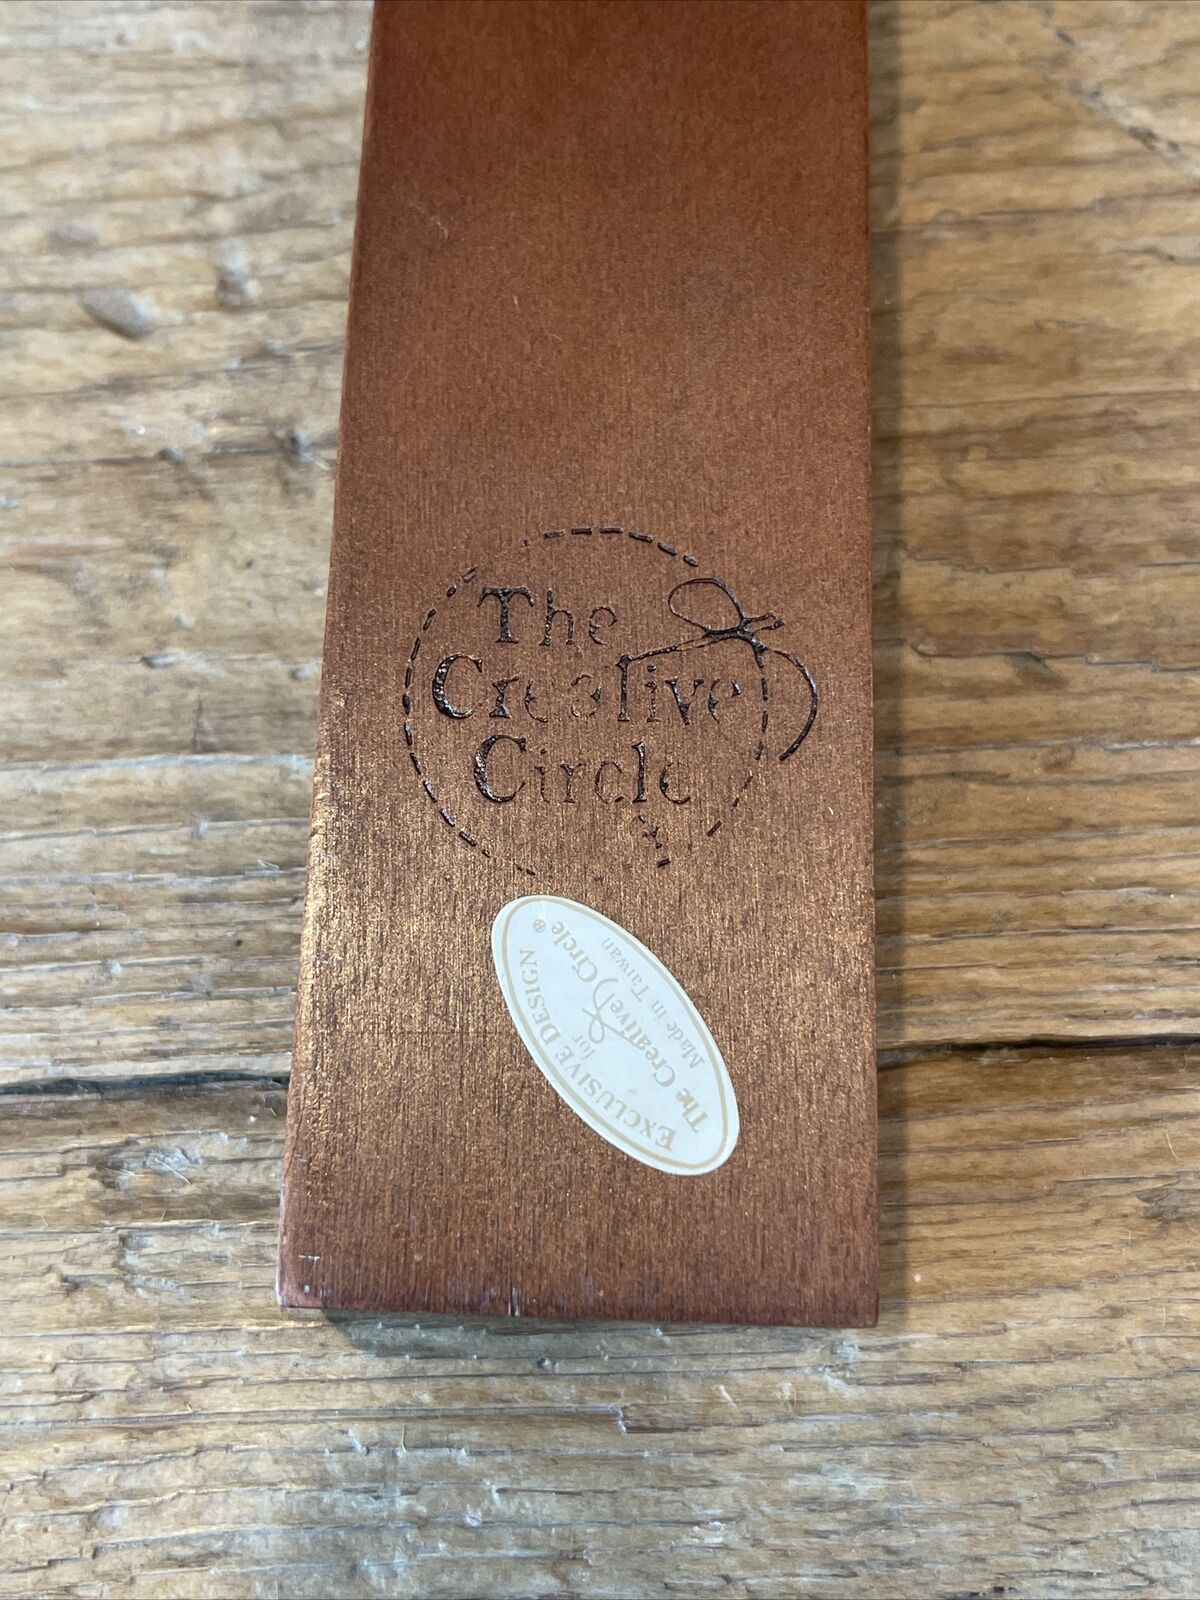 The
Creative
Circle
EXCLUSIVE DESIGN
for
The Creative Circle®
Made in Taiwan